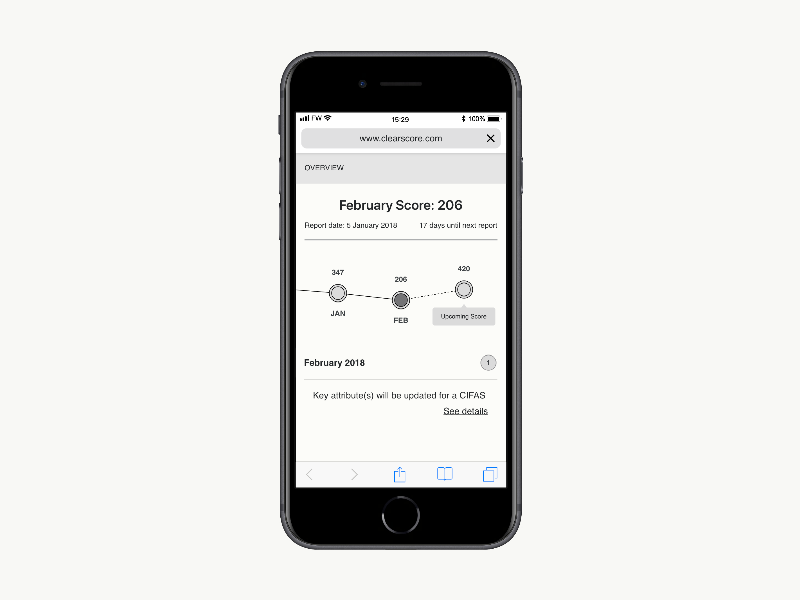 FW 15:29 100%
www.clearscore.com
OVERVIEW
February Score: 206
Report date: 5 January 2018 17 days until next report
347 206 420
JAN FEB Upcoming Score
February 2018 1
Key attribute(s) will be updated for a CIFAS
See details